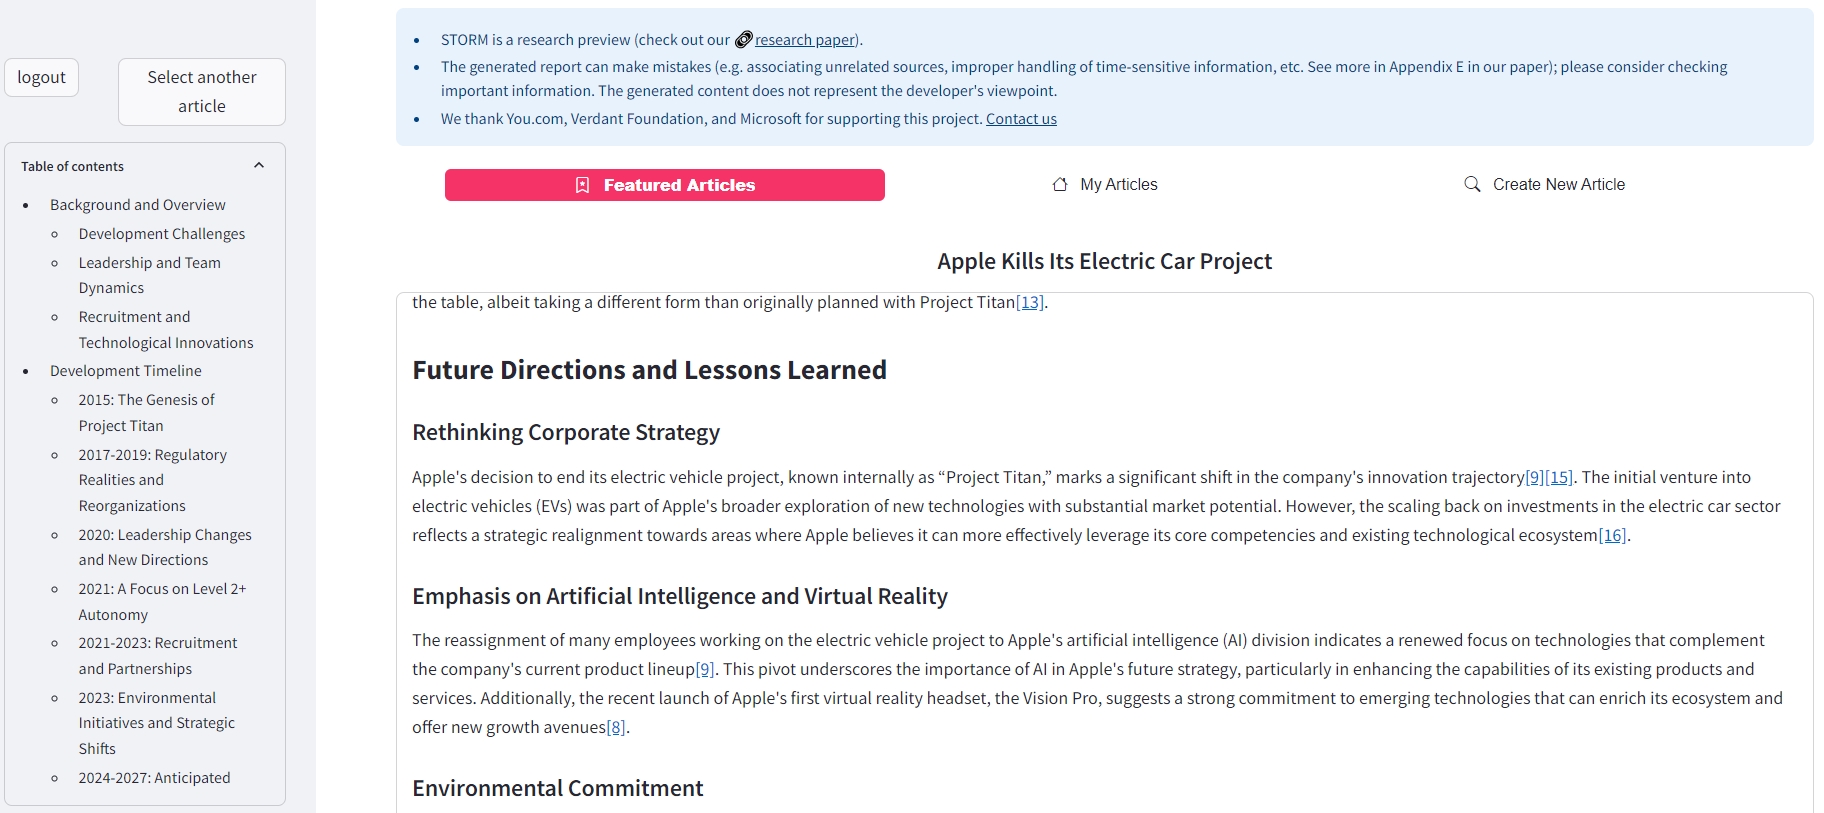 logout
Select another
article
Table of contents
Background and Overview
Development Challenges
Leadership and Team
Dynamics
Recruitment and
Technological Innovations
Development Timeline
2015: The Genesis of
Project Titan
2017-2019: Regulatory
Realities and
Reorganizations
2020: Leadership Changes
and New Directions
2021: A Focus on Level 2+
Autonomy
2021-2023: Recruitment
and Partnerships
2023: Environmental
Initiatives and Strategic
Shifts
2024-2027: Anticipated
STORM is a research preview (check out our research paper).
The generated report can make mistakes (e.g. associating unrelated sources, improper handling of time-sensitive information, etc. See more in Appendix E in our paper); please consider checking
important information. The generated content does not represent the developer's viewpoint.
We thank You.com, Verdant Foundation, and Microsoft for supporting this project. Contact us
Featured Articles
My Articles
Create New Article
Apple Kills Its Electric Car Project
the table, albeit taking a different form than originally planned with Project Titan[13].
Future Directions and Lessons Learned
Rethinking Corporate Strategy
Apple's decision to end its electric vehicle project, known internally as “Project Titan,” marks a significant shift in the company's innovation trajectory[9][15]. The initial venture into
electric vehicles (EVs) was part of Apple's broader exploration of new technologies with substantial market potential. However, the scaling back on investments in the electric car sector
reflects a strategic realignment towards areas where Apple believes it can more effectively leverage its core competencies and existing technological ecosystem[16].
Emphasis on Artificial Intelligence and Virtual Reality
The reassignment of many employees working on the electric vehicle project to Apple's artificial intelligence (AI) division indicates a renewed focus on technologies that complement
the company's current product lineup[9]. This pivot underscores the importance of AI in Apple's future strategy, particularly in enhancing the capabilities of its existing products and
services. Additionally, the recent launch of Apple's first virtual reality headset, the Vision Pro, suggests a strong commitment to emerging technologies that can enrich its ecosystem and
offer new growth avenues[8].
Environmental Commitment